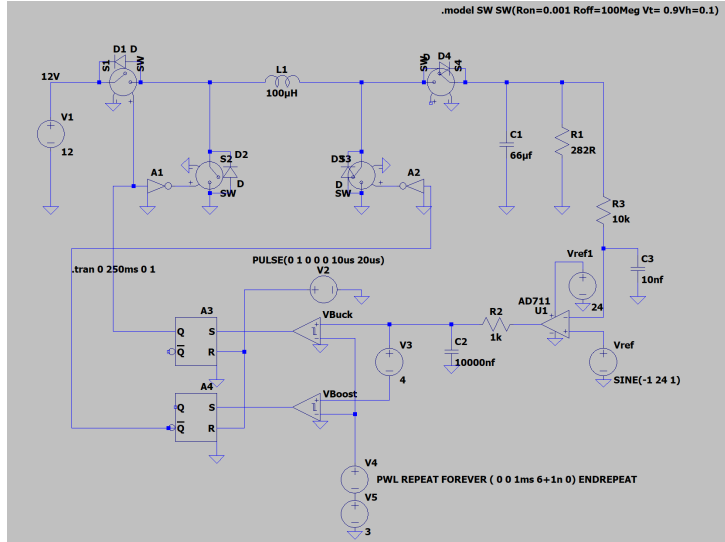 .model SW SW(Ron=0.001 Roff=100Meg Vt= 0.9Vh=0.1)
D1 D
S1
SW
12V
V1
12
L1
100µH
SW
D
D4
S4
C1
66µf
R1
282R
R3
10k
C3
10nf
A1
S2
D2
D
SW
D3
S3
D
SW
A2
.tran 0 250ms 0 1
PULSE(0 1 0 0 0 10us 20us)
V2
A3
Q
S
Q
R
VBuck
V3
4
C2
10000nf
R2
1k
AD711
U1
Vref1
24
Vref
SINE(-1 24 1)
A4
Q
S
Q
R
VBoost
V4
PWL REPEAT FOREVER ( 0 0 1ms 6+1n 0) ENDREPEAT
V5
3